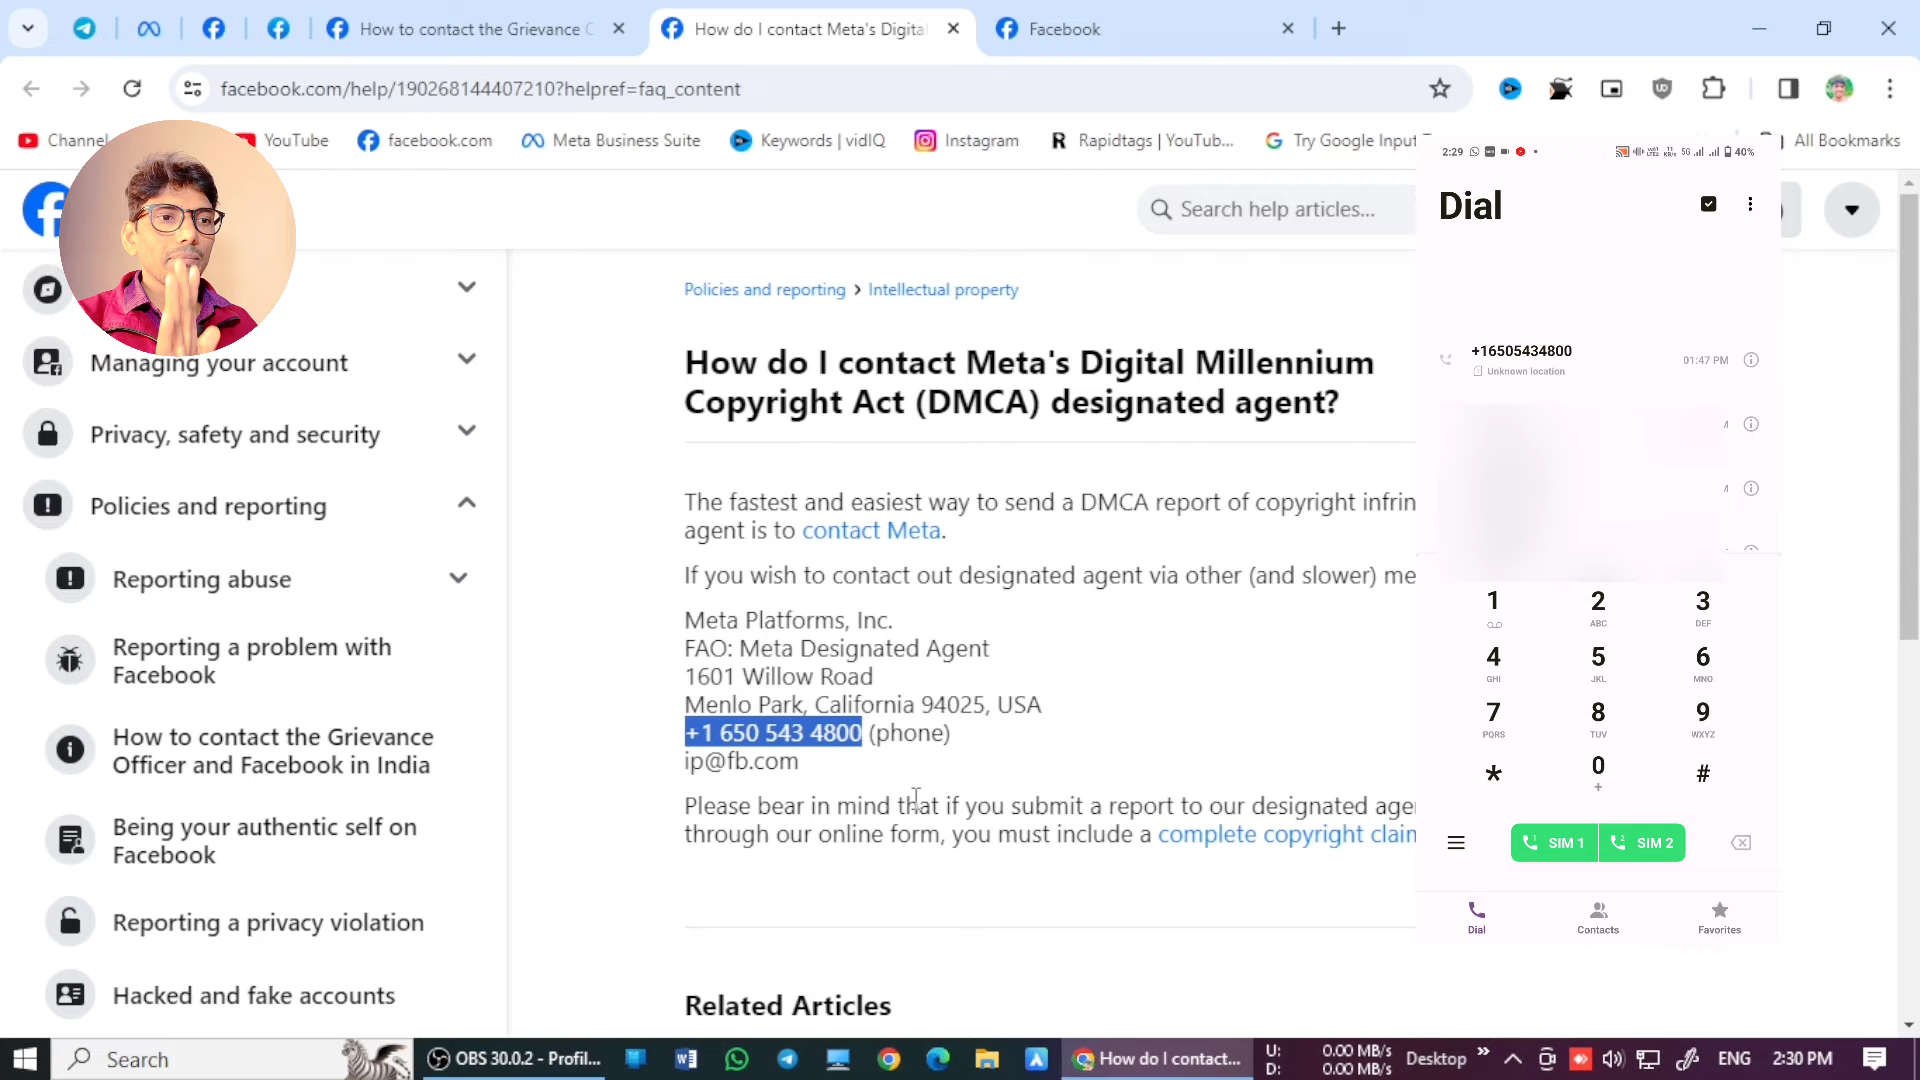 How to contact the Grievance
How do I contact Meta's Digital
Facebook
facebook.com/help/190268144407210?helpref=faq_content
Channel
YouTube
facebook.com
Meta Business Suite
Keywords | vidIQ
Instagram
Rapidtags | YouTub...
Try Google Input T
All Bookmarks
Search help articles...
Managing your account
Privacy, safety and security
Policies and reporting
Reporting abuse
Reporting a problem with
Facebook
How to contact the Grievance
Officer and Facebook in India
Being your authentic self on
Facebook
Reporting a privacy violation
Hacked and fake accounts
Policies and reporting > Intellectual property
How do I contact Meta's Digital Millennium
Copyright Act (DMCA) designated agent?
The fastest and easiest way to send a DMCA report of copyright infrin
agent is to contact Meta.
If you wish to contact out designated agent via other (and slower) me
Meta Platforms, Inc.
FAO: Meta Designated Agent
1601 Willow Road
Menlo Park, California 94025, USA
+1 650 543 4800 (phone)
ip@fb.com
Please bear in mind that if you submit a report to our designated age
through our online form, you must include a complete copyright claim
Related Articles
2:29
5G
40%
Dial
+16505434800
Unknown location
01:47 PM
1
2
ABC
3
DEF
4
GHI
5
JKL
6
MNO
7
PQRS
8
TUV
9
WXYZ
*
0
+
#
SIM 1
SIM 2
Dial
Contacts
Favorites
Search
OBS 30.0.2 - Profil...
How do I contact...
U: 0.00 MB/s
D: 0.00 MB/s
Desktop
ENG
2:30 PM